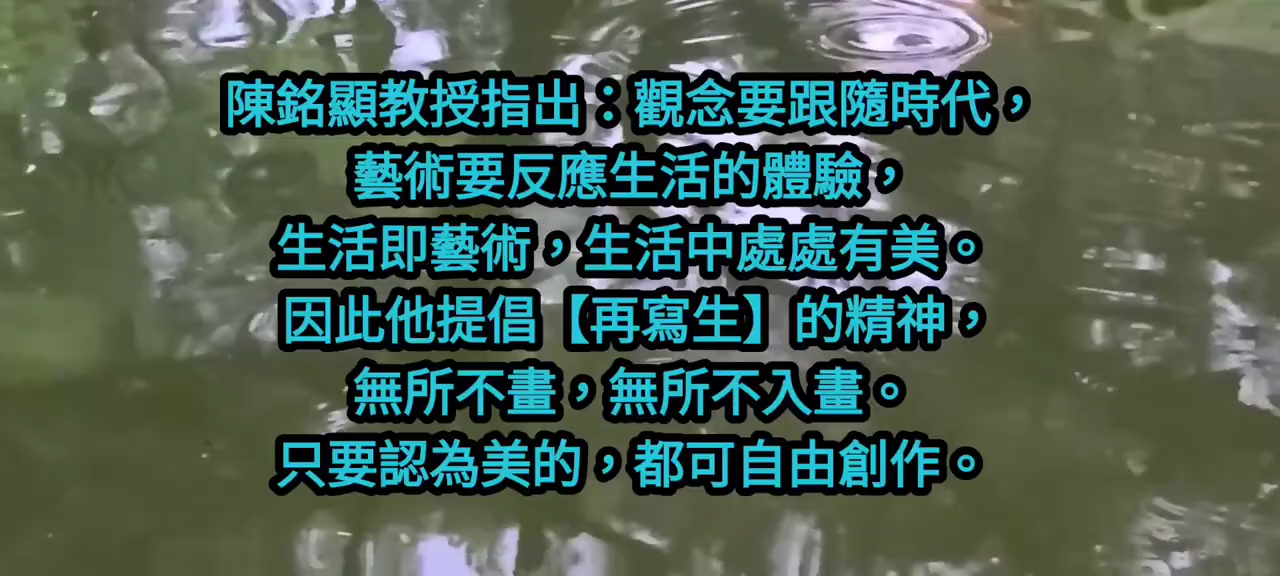 陳銘顯教授指出：觀念要跟隨時代，
藝術要反應生活的體驗，
生活即藝術，生活中處處有美。
因此他提倡【再寫生】的精神，
無所不畫，無所不入畫。
只要認為美的，都可自由創作。